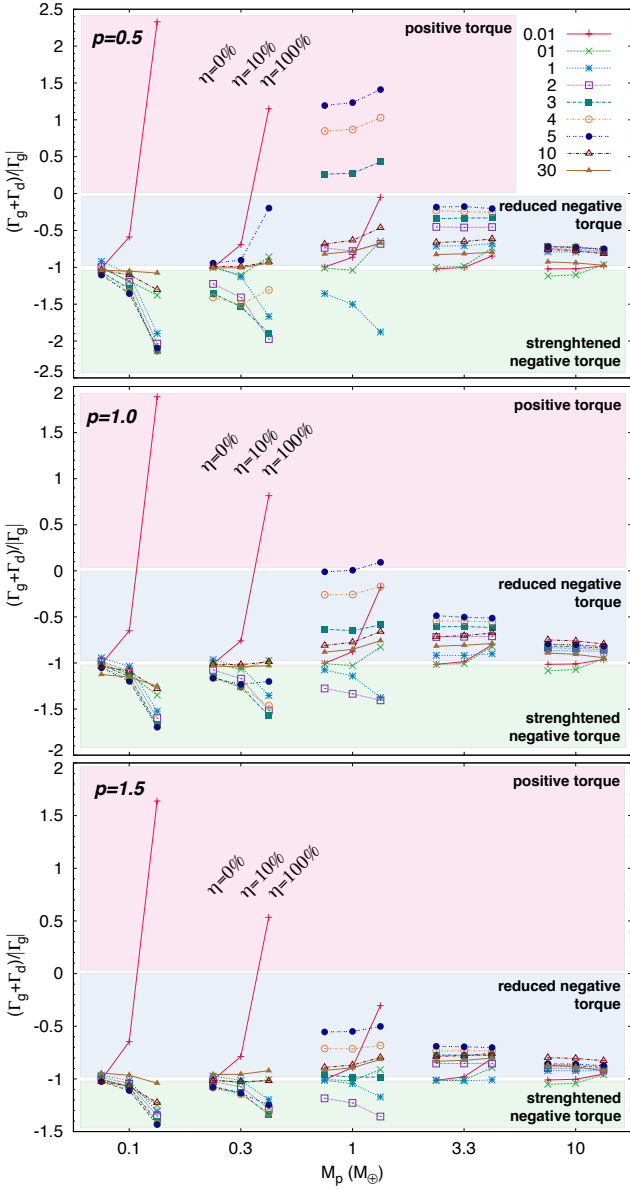 p=0.5
positive torque
η=0%
η=10%
η=100%
0.01
01
1
2
3
4
5
10
30
reduced negative
torque
strenghtened
negative torque
(Γg+Γd)/|Γg|
2.5
2
1.5
1
0.5
0
-0.5
-1
-1.5
-2
-2.5
p=1.0
positive torque
η=0%
η=10%
η=100%
reduced negative
torque
strenghtened
negative torque
(Γg+Γd)/|Γg|
2
1.5
1
0.5
0
-0.5
-1
-1.5
-2
p=1.5
positive torque
η=0%
η=10%
η=100%
reduced negative
torque
strenghtened
negative torque
(Γg+Γd)/|Γg|
2
1.5
1
0.5
0
-0.5
-1
-1.5
0.1
0.3
1
3.3
10
Mp (M⊕)